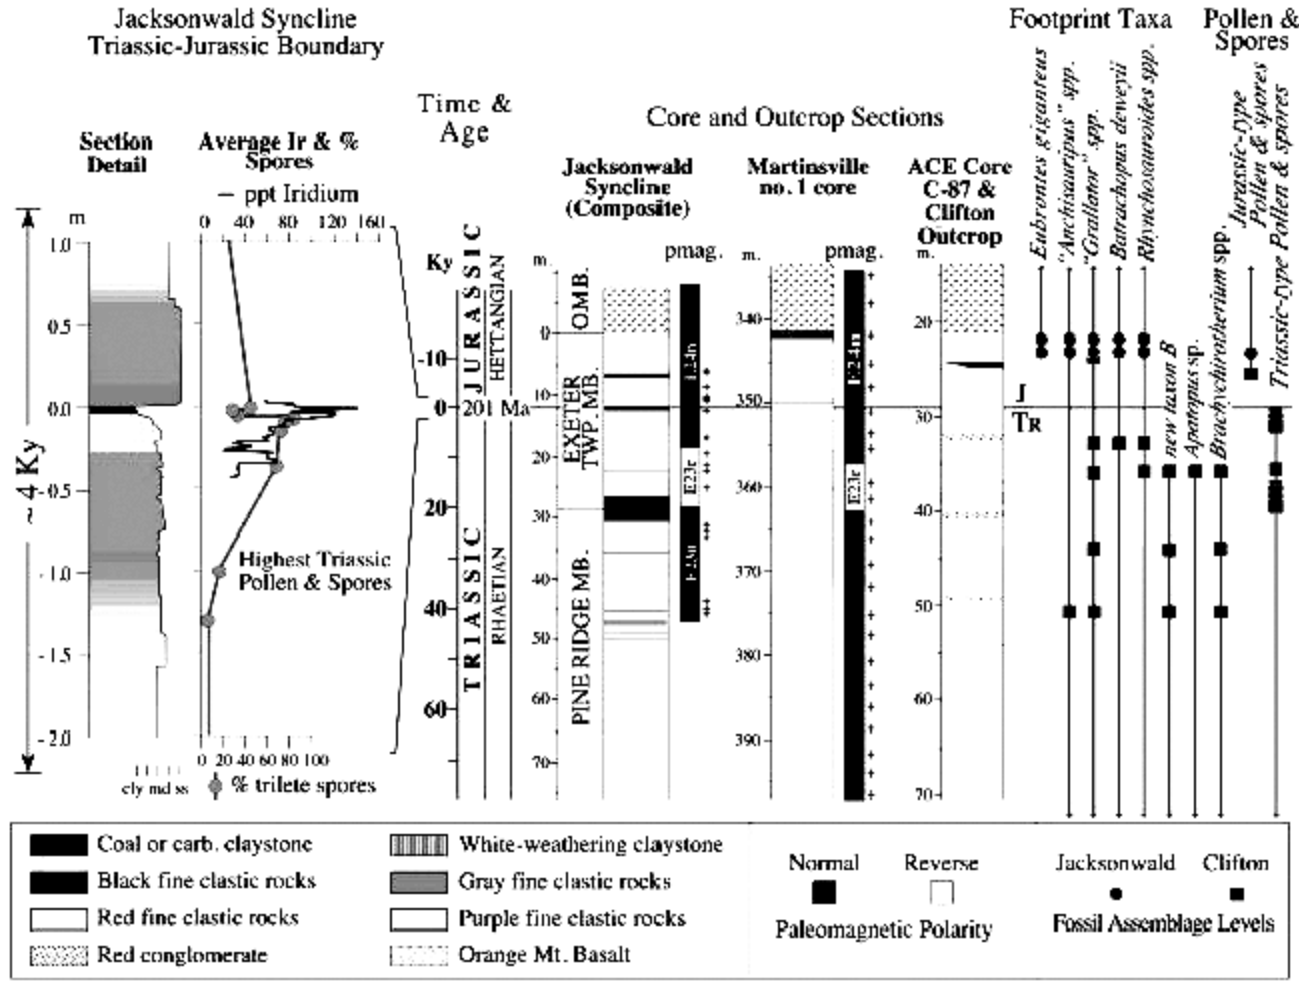 Jacksonwald Syncline
Triassic-Jurassic Boundary
Section
Detail
Average Ir & %
Spores
ppt Iridium
m
0 40 80 120 160
1.0
0.5
0.0
-0.5
-1.0
-1.5
-2.0
~4 Ky
cly md ss
Highest Triassic
Pollen & Spores
0 20 40 60 80 100
% trilete spores
Time &
Age
Ky
-10
0
20
40
60
JURASSIC
HETTANGIAN
201 Ma
TRIASSIC
RHAETIAN
Core and Outcrop Sections
Jacksonwald
Syncline
(Composite)
pmag.
m.
O.M.B.
EXETER
TWP. MB.
PINE RIDGE MB.
0
10
20
30
40
50
60
70
E24n
E23r
E23n
Martinsville
no. 1 core
pmag.
m.
340
350
360
370
380
390
E24n
E23r
ACE Core
C-87 &
Clifton
Outcrop
m.
20
30
40
50
60
70
J
TR
Footprint Taxa
Eubrontes giganteus
"Anchisauripus" spp.
"Grallator" spp.
Batrachopus deweyii
Rhynchosauroides spp.
new taxon B
Apatopus sp.
Brachychirotherium spp.
Pollen &
Spores
Jurassic-type
Pollen & spores
Triassic-type Pollen & spores
Coal or carb. claystone
Black fine clastic rocks
Red fine clastic rocks
Red conglomerate
White-weathering claystone
Gray fine clastic rocks
Purple fine clastic rocks
Orange Mt. Basalt
Normal Reverse
Paleomagnetic Polarity
Jacksonwald Clifton
Fossil Assemblage Levels